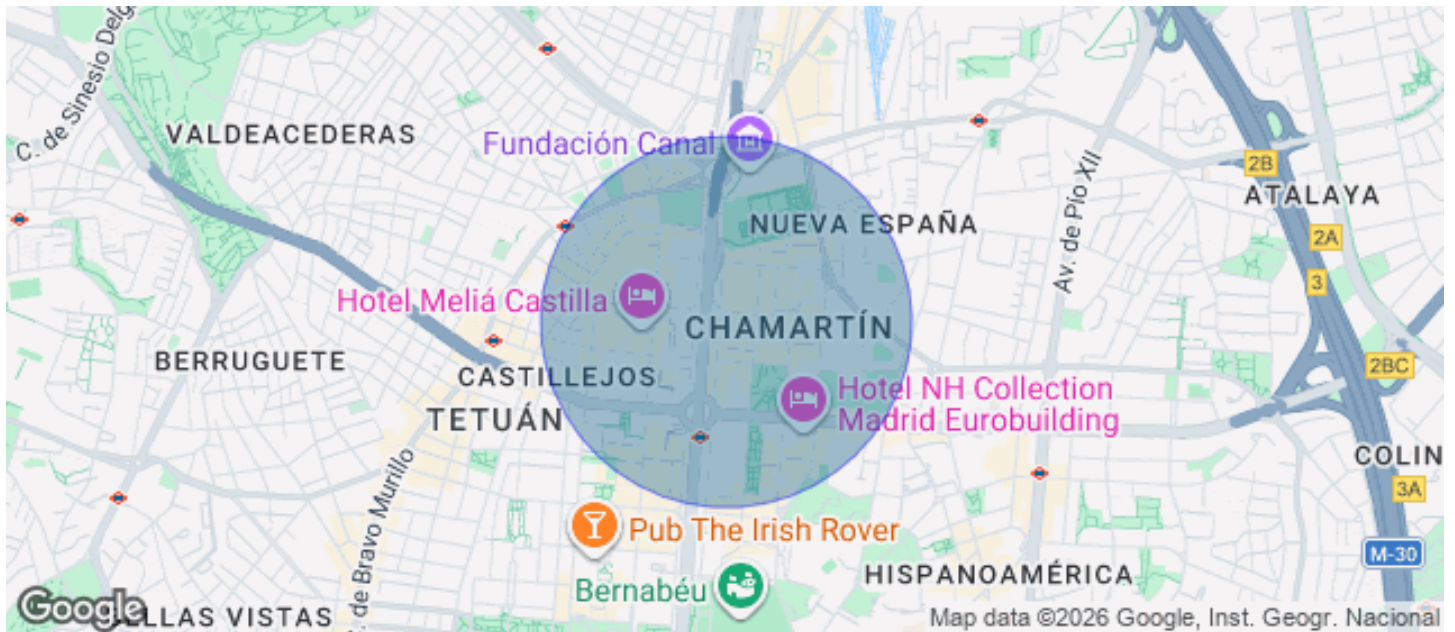 C. de Sinesio Delg
VALDEACEDERAS
Fundación Canal
2B
ATALAYA
NUEVA ESPAÑA
Av. de Pío XII
2A
3
Hotel Meliá Castilla
CHAMARTÍN
BERRUGUETE
CASTILLEJOS
2BC
Hotel NH Collection
Madrid Eurobuilding
TETUÁN
COLIN
3A
. de Bravo Murillo
Pub The Irish Rover
M-30
Bernabéu
HISPANOAMÉRICA
Google
ELLAS VISTAS
Map data ©2026 Google, Inst. Geogr. Nacional